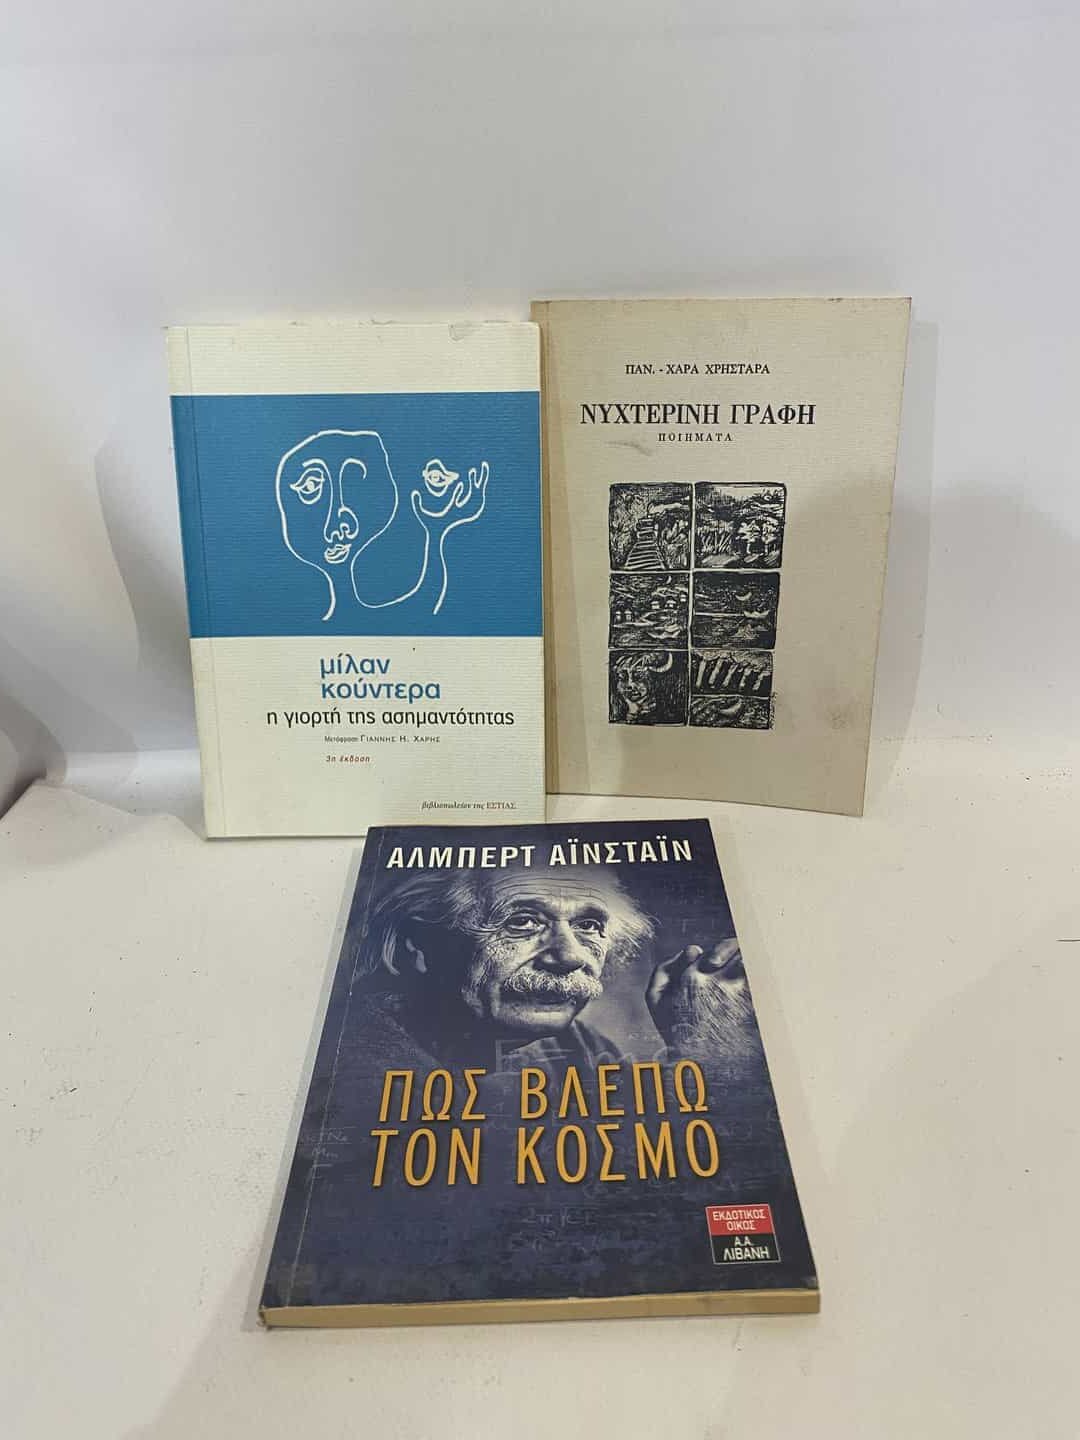 μίλαν
κούντερα
η γιορτή της ασημαντότητας
Μετάφραση ΓΙΑΝΝΗΣ Η. ΧΑΡΗΣ
3η έκδοση
βιβλιοπωλείον της ΕΣΤΙΑΣ
ΠΑΝ. - ΧΑΡΑ ΧΡΗΣΤΑΡΑ
ΝΥΧΤΕΡΙΝΗ ΓΡΑΦΗ
ΠΟΙΗΜΑΤΑ
ΑΛΜΠΕΡΤ ΑΪΝΣΤΑΪΝ
ΠΩΣ ΒΛΕΠΩ
ΤΟΝ ΚΟΣΜΟ
ΕΚΔΟΤΙΚΟΣ
ΟΙΚΟΣ
Α.Α.
ΛΙΒΑΝΗ